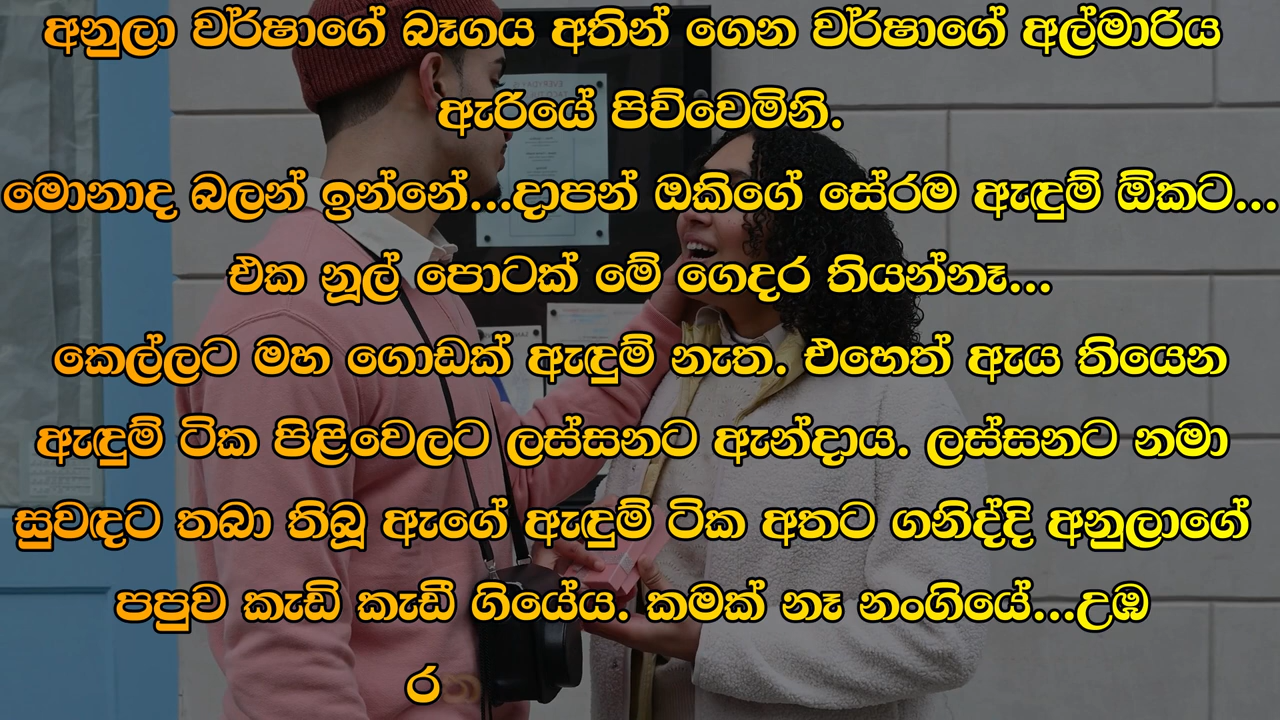 අනුලා වර්ෂාගේ බෑගය අතින් ගෙන වර්ෂාගේ අල්මාරිය
ඇරියේ පිච්චෙමිනි.
මොනාද බලන් ඉන්නේ...දාපන් ඔකිගේ සේරම ඇඳුම් ඕකට...
එක නූල් පොටක් මේ ගෙදර තියන්නෑ...
කෙල්ලට මහ ගොඩක් ඇඳුම් නැත. එහෙත් ඇය තියෙන
ඇඳුම් ටික පිළිවෙලට ලස්සනට ඇන්දාය. ලස්සනට නමා
සුවඳට තබා තිබූ ඇගේ ඇඳුම් ටික අතට ගනිද්දි අනුලාගේ
පපුව කැඩි කැඩී ගියේය. කමක් නෑ නංගියේ...උඹ
ර